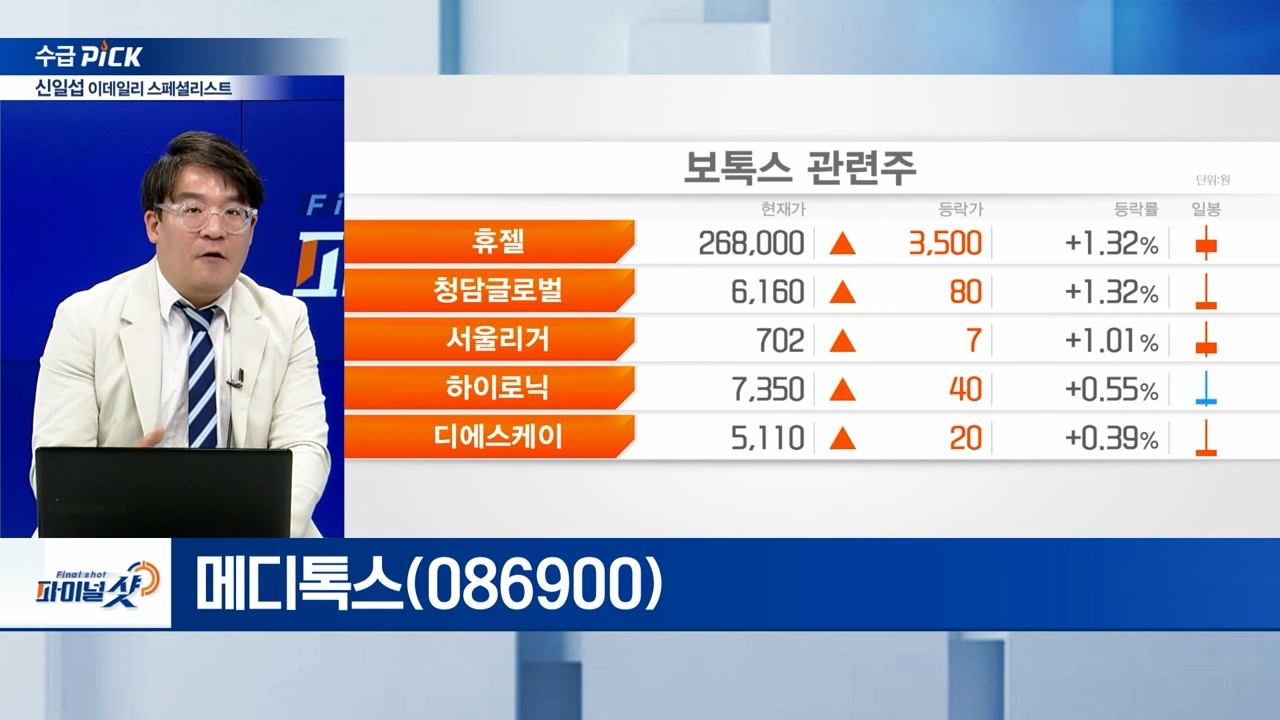 수급 PiCK
신일섭 이데일리 스페셜리스트
Fi
파
보톡스 관련주
단위:원
현재가 등락가 등락률 일봉
휴젤 268,000 ▲ 3,500 +1.32%
청담글로벌 6,160 ▲ 80 +1.32%
서울리거 702 ▲ 7 +1.01%
하이로닉 7,350 ▲ 40 +0.55%
디에스케이 5,110 ▲ 20 +0.39%
Final shot
파이널샷
메디톡스(086900)